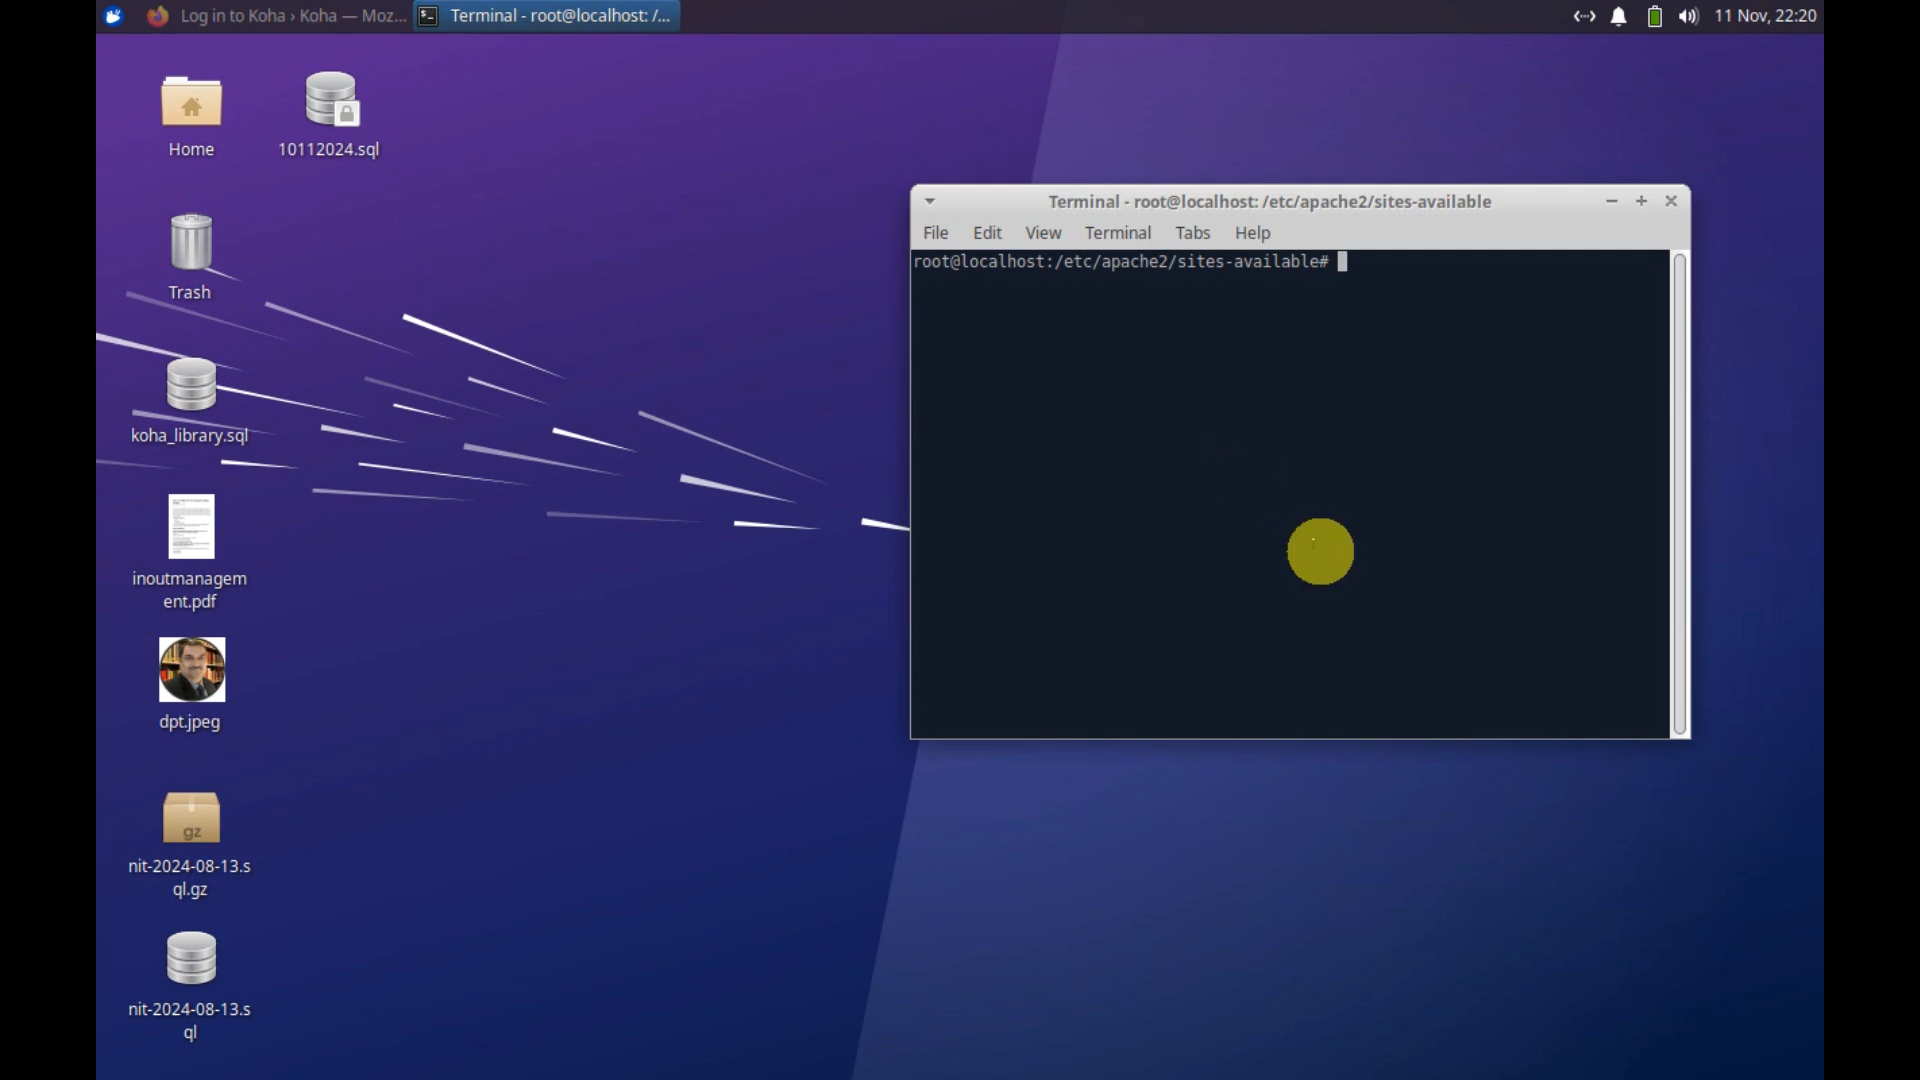 Log in to Koha › Koha — Moz...
Terminal - root@localhost: /...
11 Nov, 22:20
Home
10112024.sql
Trash
koha_library.sql
inoutmanagem
ent.pdf
dpt.jpeg
gz
nit-2024-08-13.s
ql.gz
nit-2024-08-13.s
ql
Terminal - root@localhost: /etc/apache2/sites-available
File Edit View Terminal Tabs Help
root@localhost:/etc/apache2/sites-available#